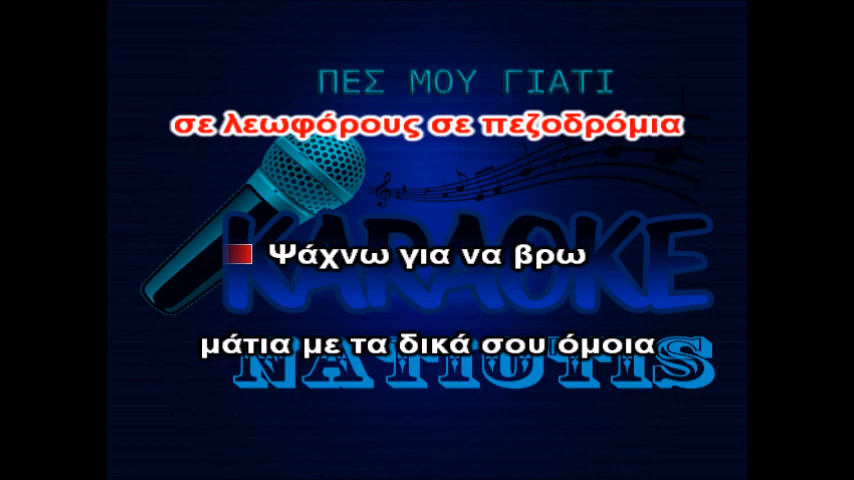 ΠΕΣ ΜΟΥ ΓΙΑΤΙ
σε λεωφόρους σε πεζοδρόμια
KARAOKE
Ψάχνω για να βρω
μάτια με τα δικά σου όμοια
NATIOTIS